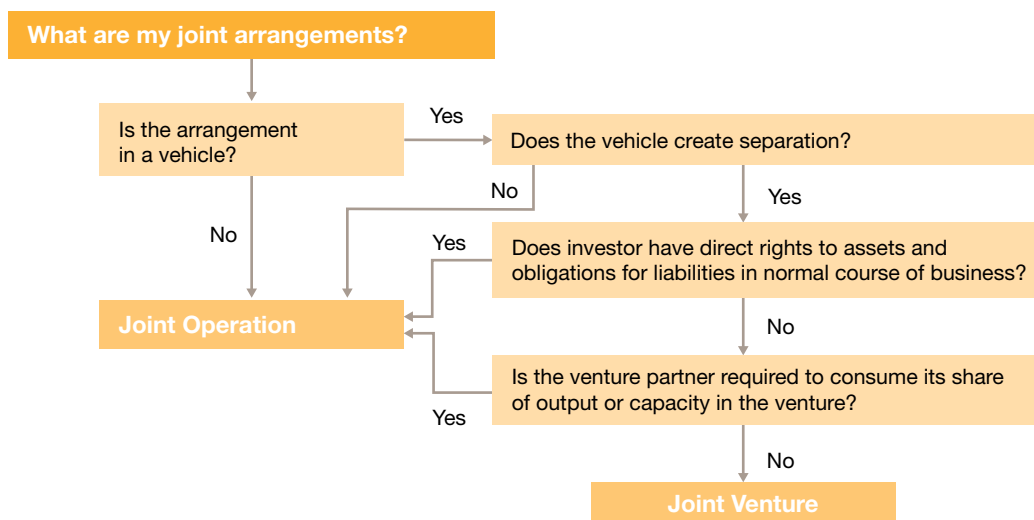 What are my joint arrangements?
Is the arrangement
in a vehicle?
Yes
Does the vehicle create separation?
No
Yes
No
Yes
Does investor have direct rights to assets and
obligations for liabilities in normal course of business?
Joint Operation
No
Is the venture partner required to consume its share
of output or capacity in the venture?
Yes
No
Joint Venture